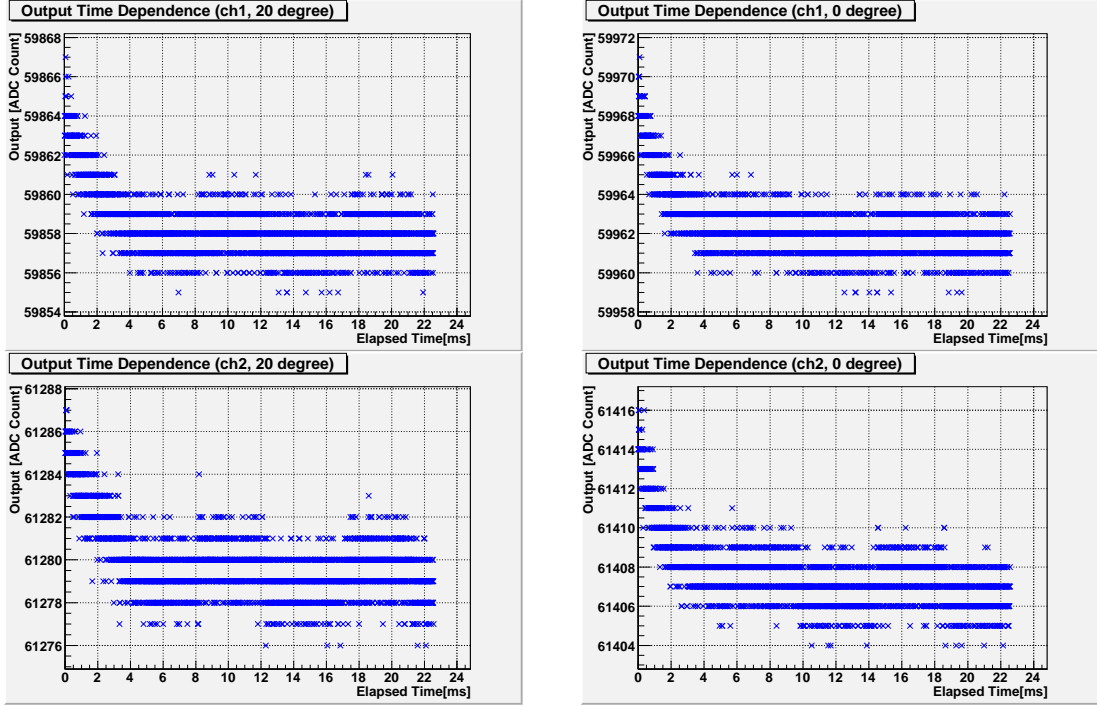 Output Time Dependence (ch1, 20 degree)
Output [ADC Count]
59868
59866
59864
59862
59860
59858
59856
59854
0 2 4 6 8 10 12 14 16 18 20 22 24
Elapsed Time[ms]
Output Time Dependence (ch1, 0 degree)
Output [ADC Count]
59972
59970
59968
59966
59964
59962
59960
59958
0 2 4 6 8 10 12 14 16 18 20 22 24
Elapsed Time[ms]
Output Time Dependence (ch2, 20 degree)
Output [ADC Count]
61288
61286
61284
61282
61280
61278
61276
0 2 4 6 8 10 12 14 16 18 20 22 24
Elapsed Time[ms]
Output Time Dependence (ch2, 0 degree)
Output [ADC Count]
61416
61414
61412
61410
61408
61406
61404
0 2 4 6 8 10 12 14 16 18 20 22 24
Elapsed Time[ms]